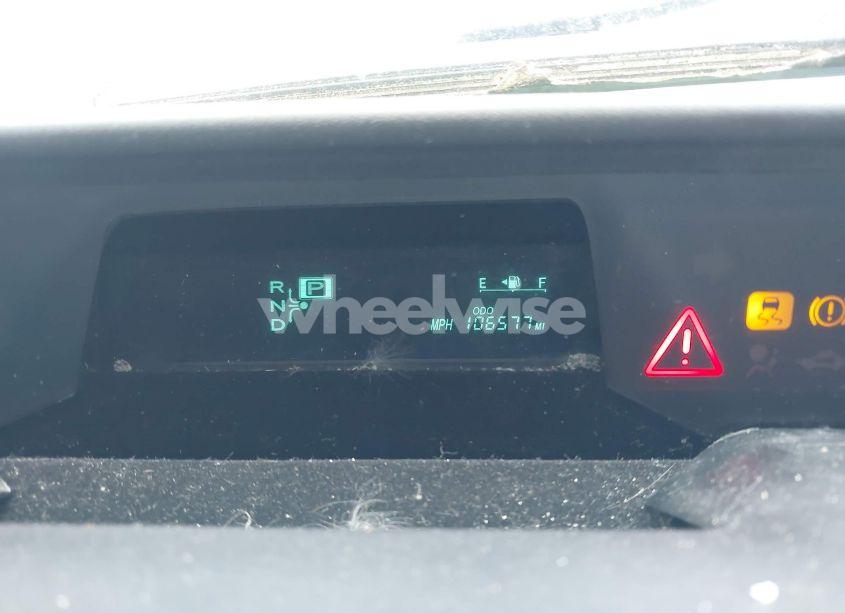 R P
N
D
E F
ODO
MPH 106577 MI
wheelwise